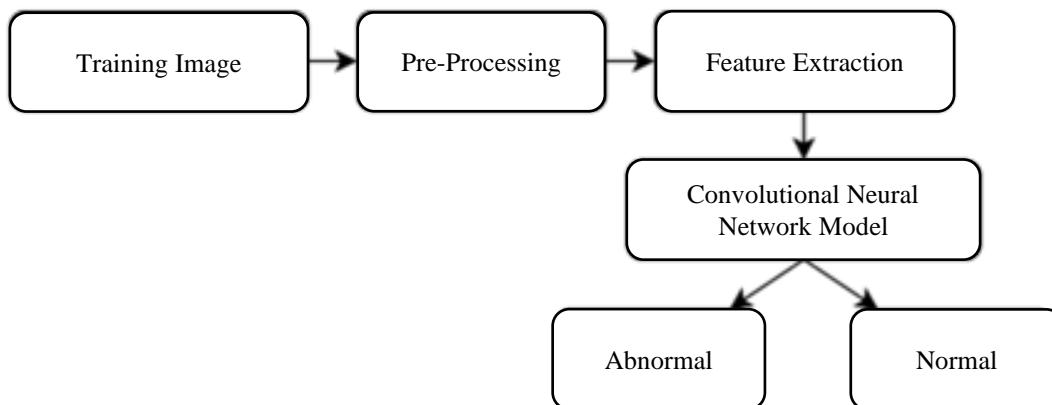 Training Image
Pre-Processing
Feature Extraction
Convolutional Neural
Network Model
Abnormal
Normal